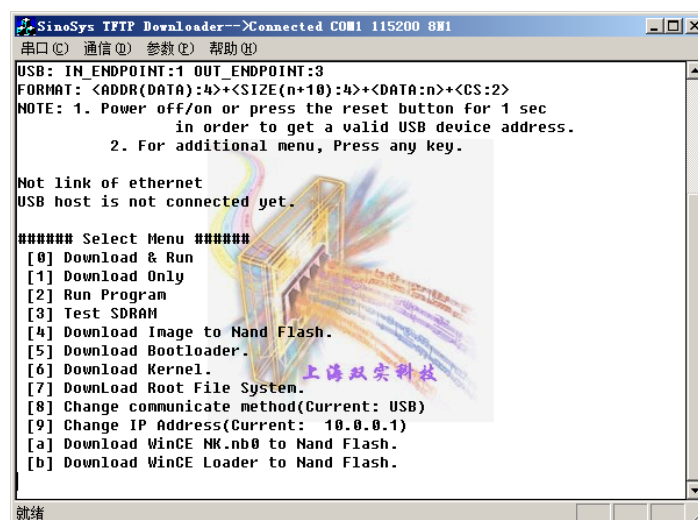 SinoSys TFTP Downloader-->Connected COM1 115200 8N1
串口(C) 通信(D) 参数(P) 帮助(H)
USB: IN_ENDPOINT:1 OUT_ENDPOINT:3
FORMAT: <ADDR(DATA):4>+<SIZE(n+10):4>+<DATA:n>+<CS:2>
NOTE: 1. Power off/on or press the reset button for 1 sec
in order to get a valid USB device address.
2. For additional menu, Press any key.
Not link of ethernet
USB host is not connected yet.
###### Select Menu ######
[0] Download & Run
[1] Download Only
[2] Run Program
[3] Test SDRAM
[4] Download Image to Nand Flash.
[5] Download Bootloader.
[6] Download Kernel.
上海双实科技
[7] DownLoad Root File System.
[8] Change communicate method(Current: USB)
[9] Change IP Address(Current:  10.0.0.1)
[a] Download WinCE NK.nb0 to Nand Flash.
[b] Download WinCE Loader to Nand Flash.
就绪